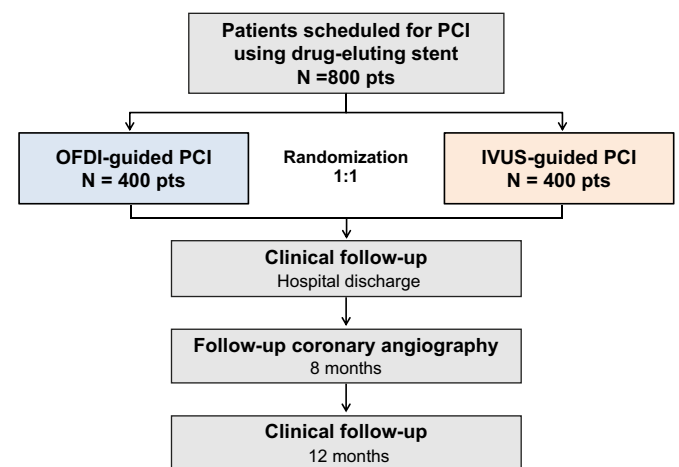 Patients scheduled for PCI
using drug-eluting stent
N =800 pts
OFDI-guided PCI
N = 400 pts
Randomization
1:1
IVUS-guided PCI
N = 400 pts
Clinical follow-up
Hospital discharge
Follow-up coronary angiography
8 months
Clinical follow-up
12 months